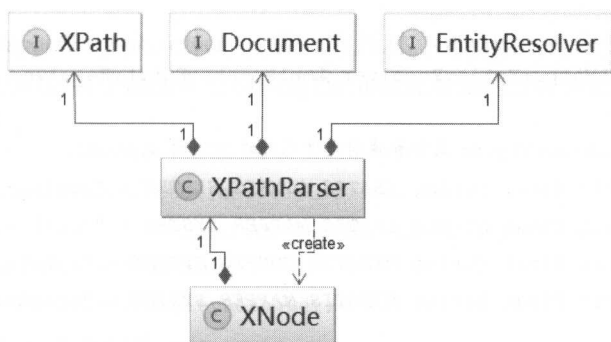 I XPath
I Document
I EntityResolver
1
1
1
1
1
1
C XPathParser
«create»
1
1
C XNode